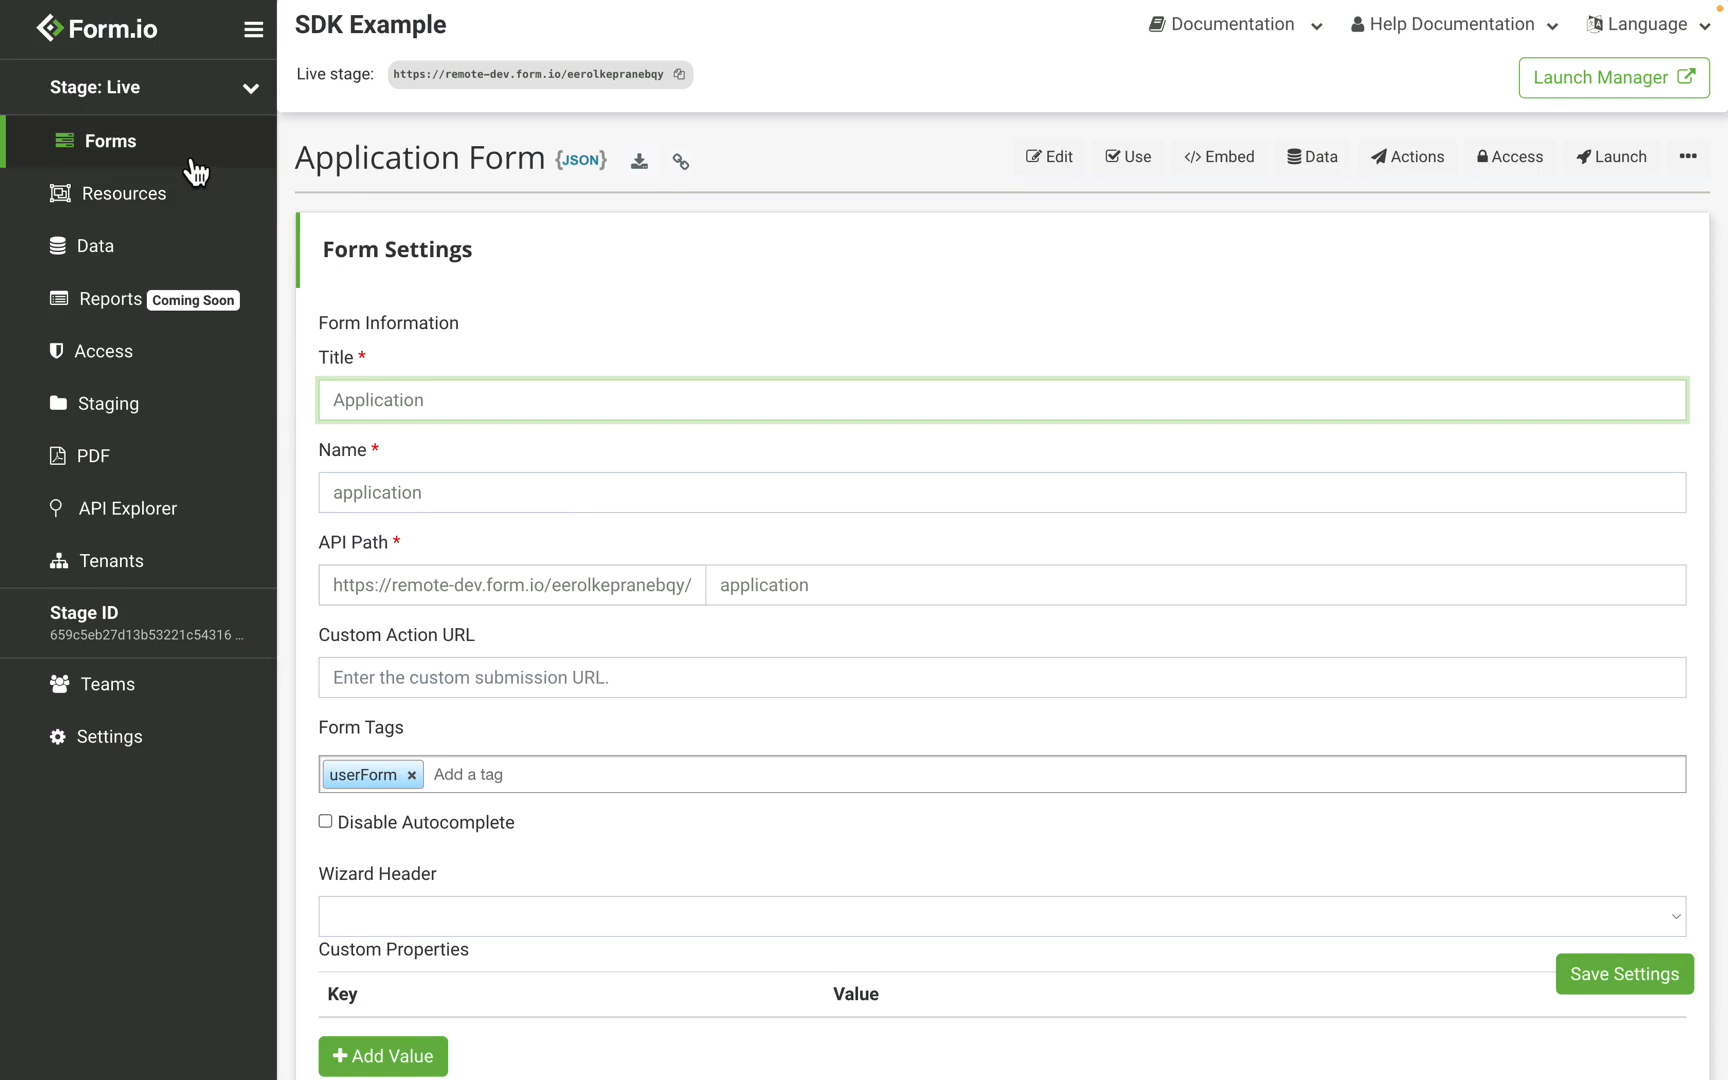 Form.io
SDK Example
Documentation
Help Documentation
Language
Stage: Live
Live stage: https://remote-dev.form.io/eerolkepranebqy
Launch Manager
Forms
Resources
Data
Reports Coming Soon
Access
Staging
PDF
API Explorer
Tenants
Stage ID
659c5eb27d13b53221c54316 ...
Teams
Settings
Application Form {JSON}
Edit
Use
</> Embed
Data
Actions
Access
Launch
Form Settings
Form Information
Title *
Application
Name *
application
API Path *
https://remote-dev.form.io/eerolkepranebqy/ application
Custom Action URL
Enter the custom submission URL.
Form Tags
userForm × Add a tag
Disable Autocomplete
Wizard Header
Custom Properties
Save Settings
Key Value
+ Add Value